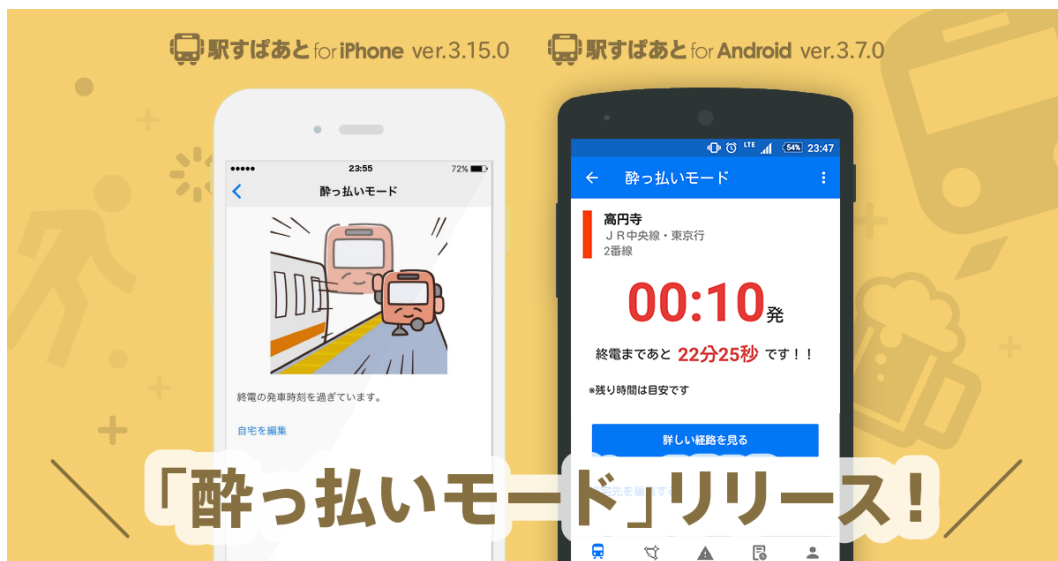 駅すぱあと for iPhone ver.3.15.0
駅すぱあと for Android ver.3.7.0
23:55
72%
酔っ払いモード
終電の発車時刻を過ぎています。
自宅を編集
LTE
54%
23:47
酔っ払いモード
高円寺
JR中央線・東京行
2番線
00:10発
終電まであと 22分25秒 です!!
*残り時間は目安です
詳しい経路を見る
「酔っ払いモード」リリース!